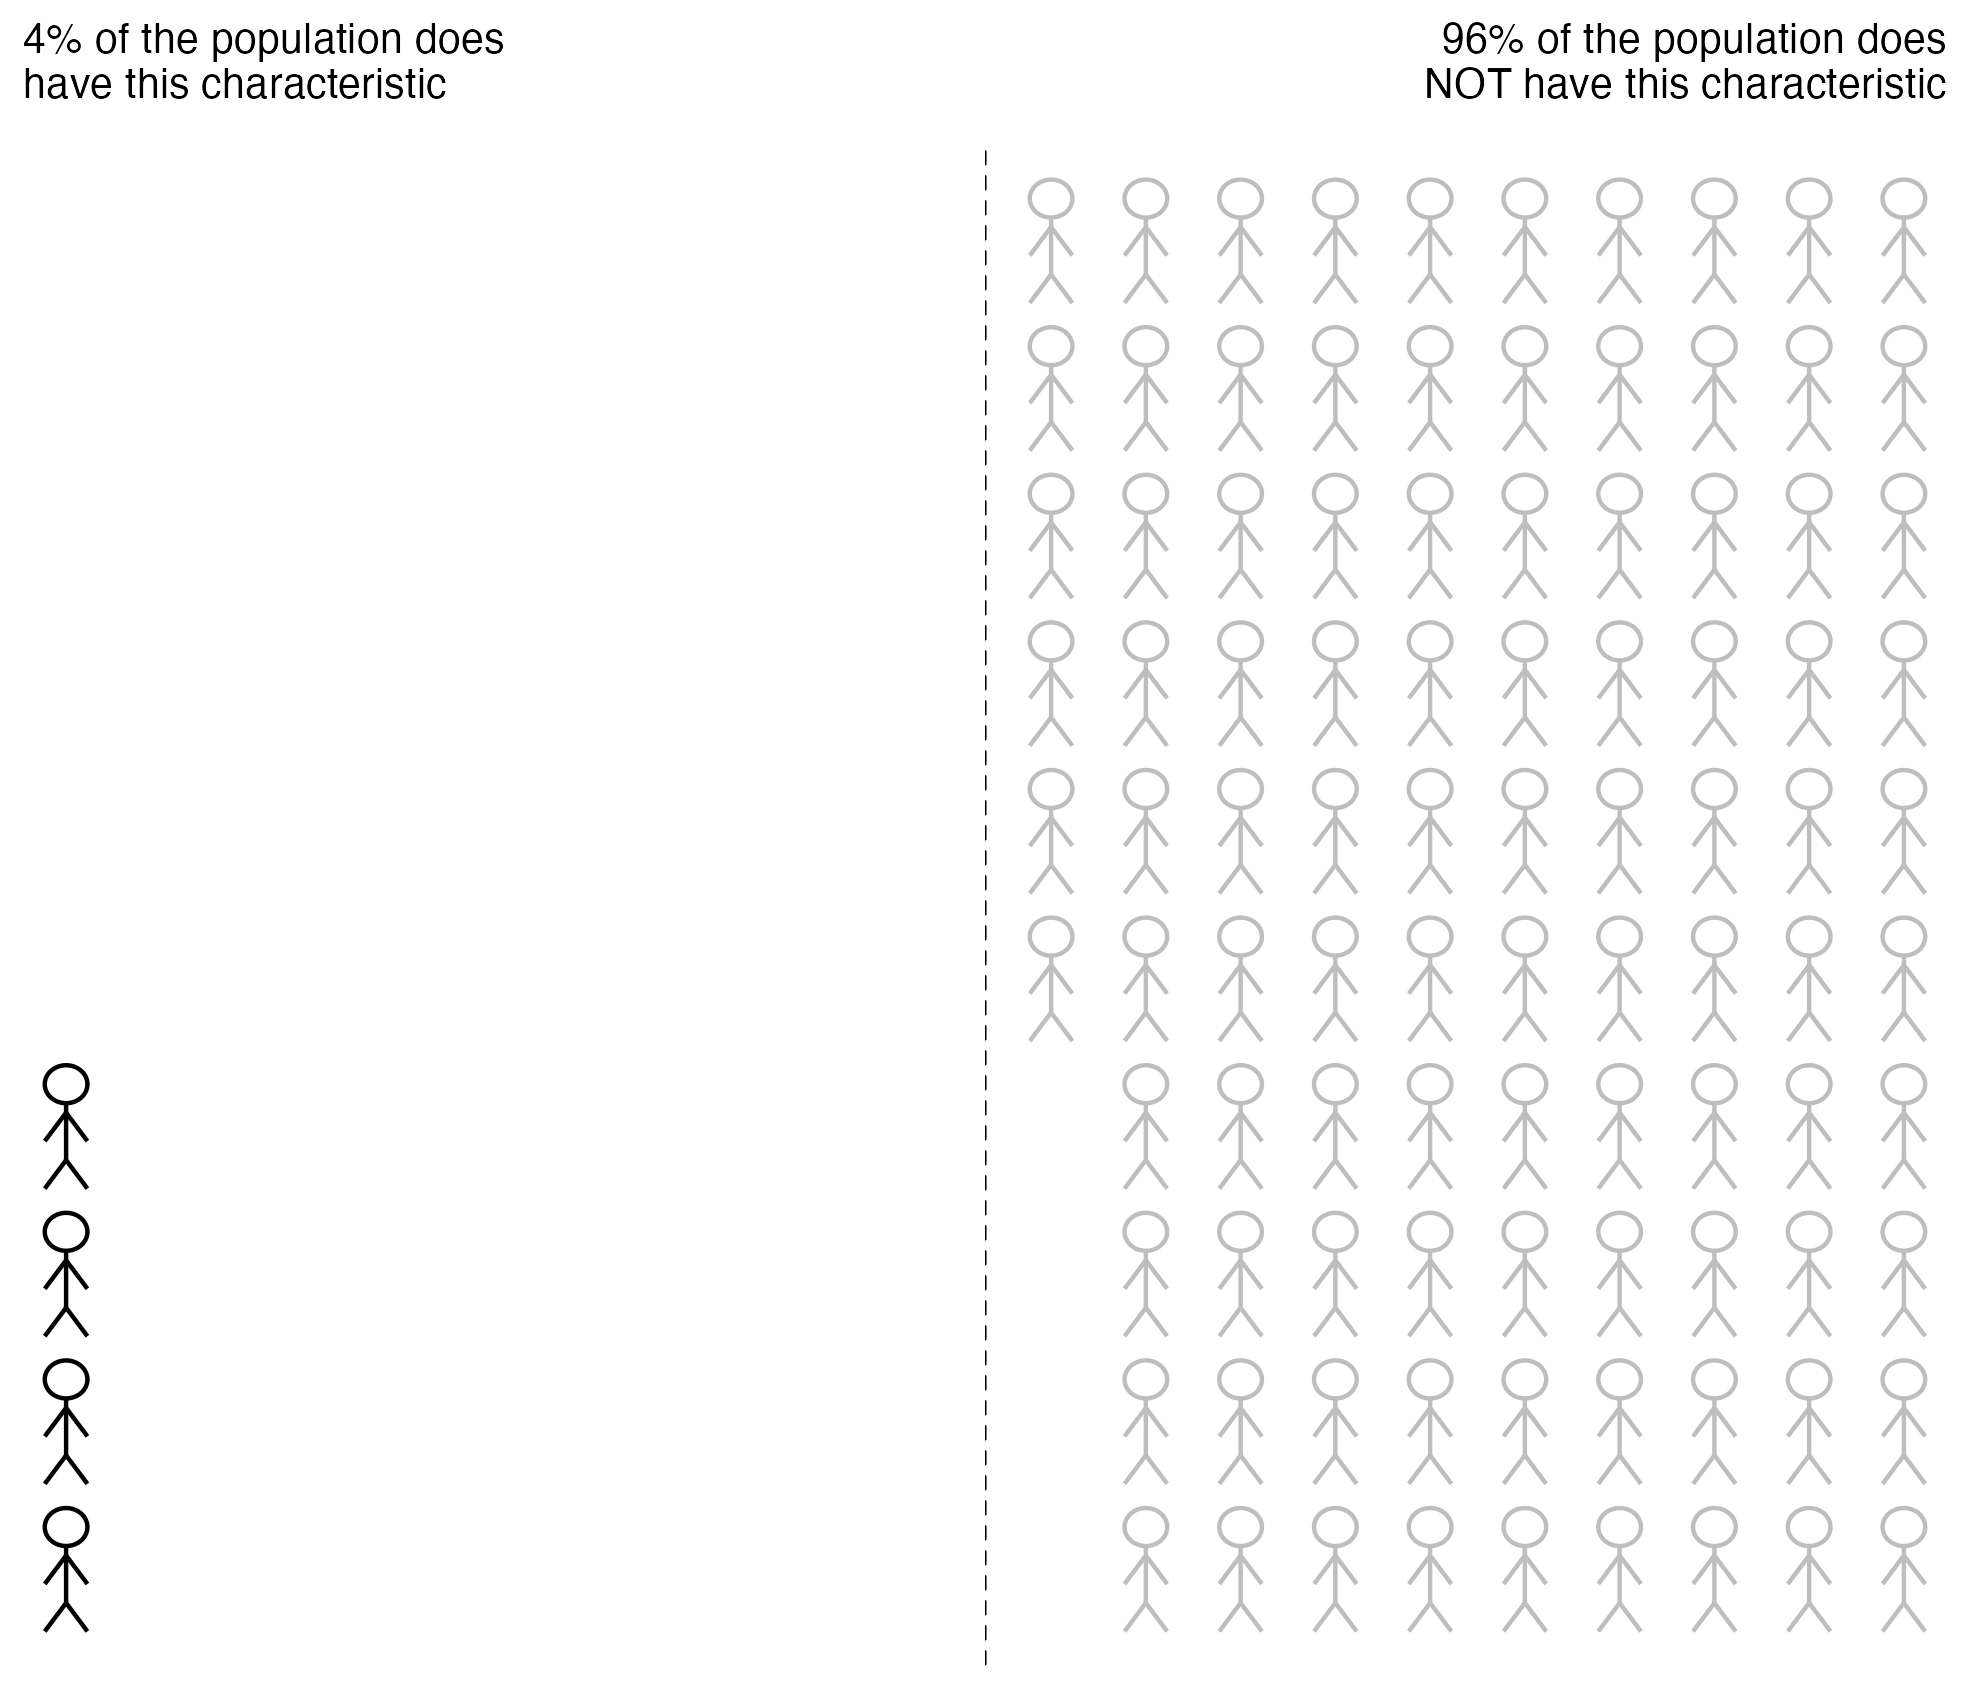 4% of the population does
have this characteristic
96% of the population does
NOT have this characteristic